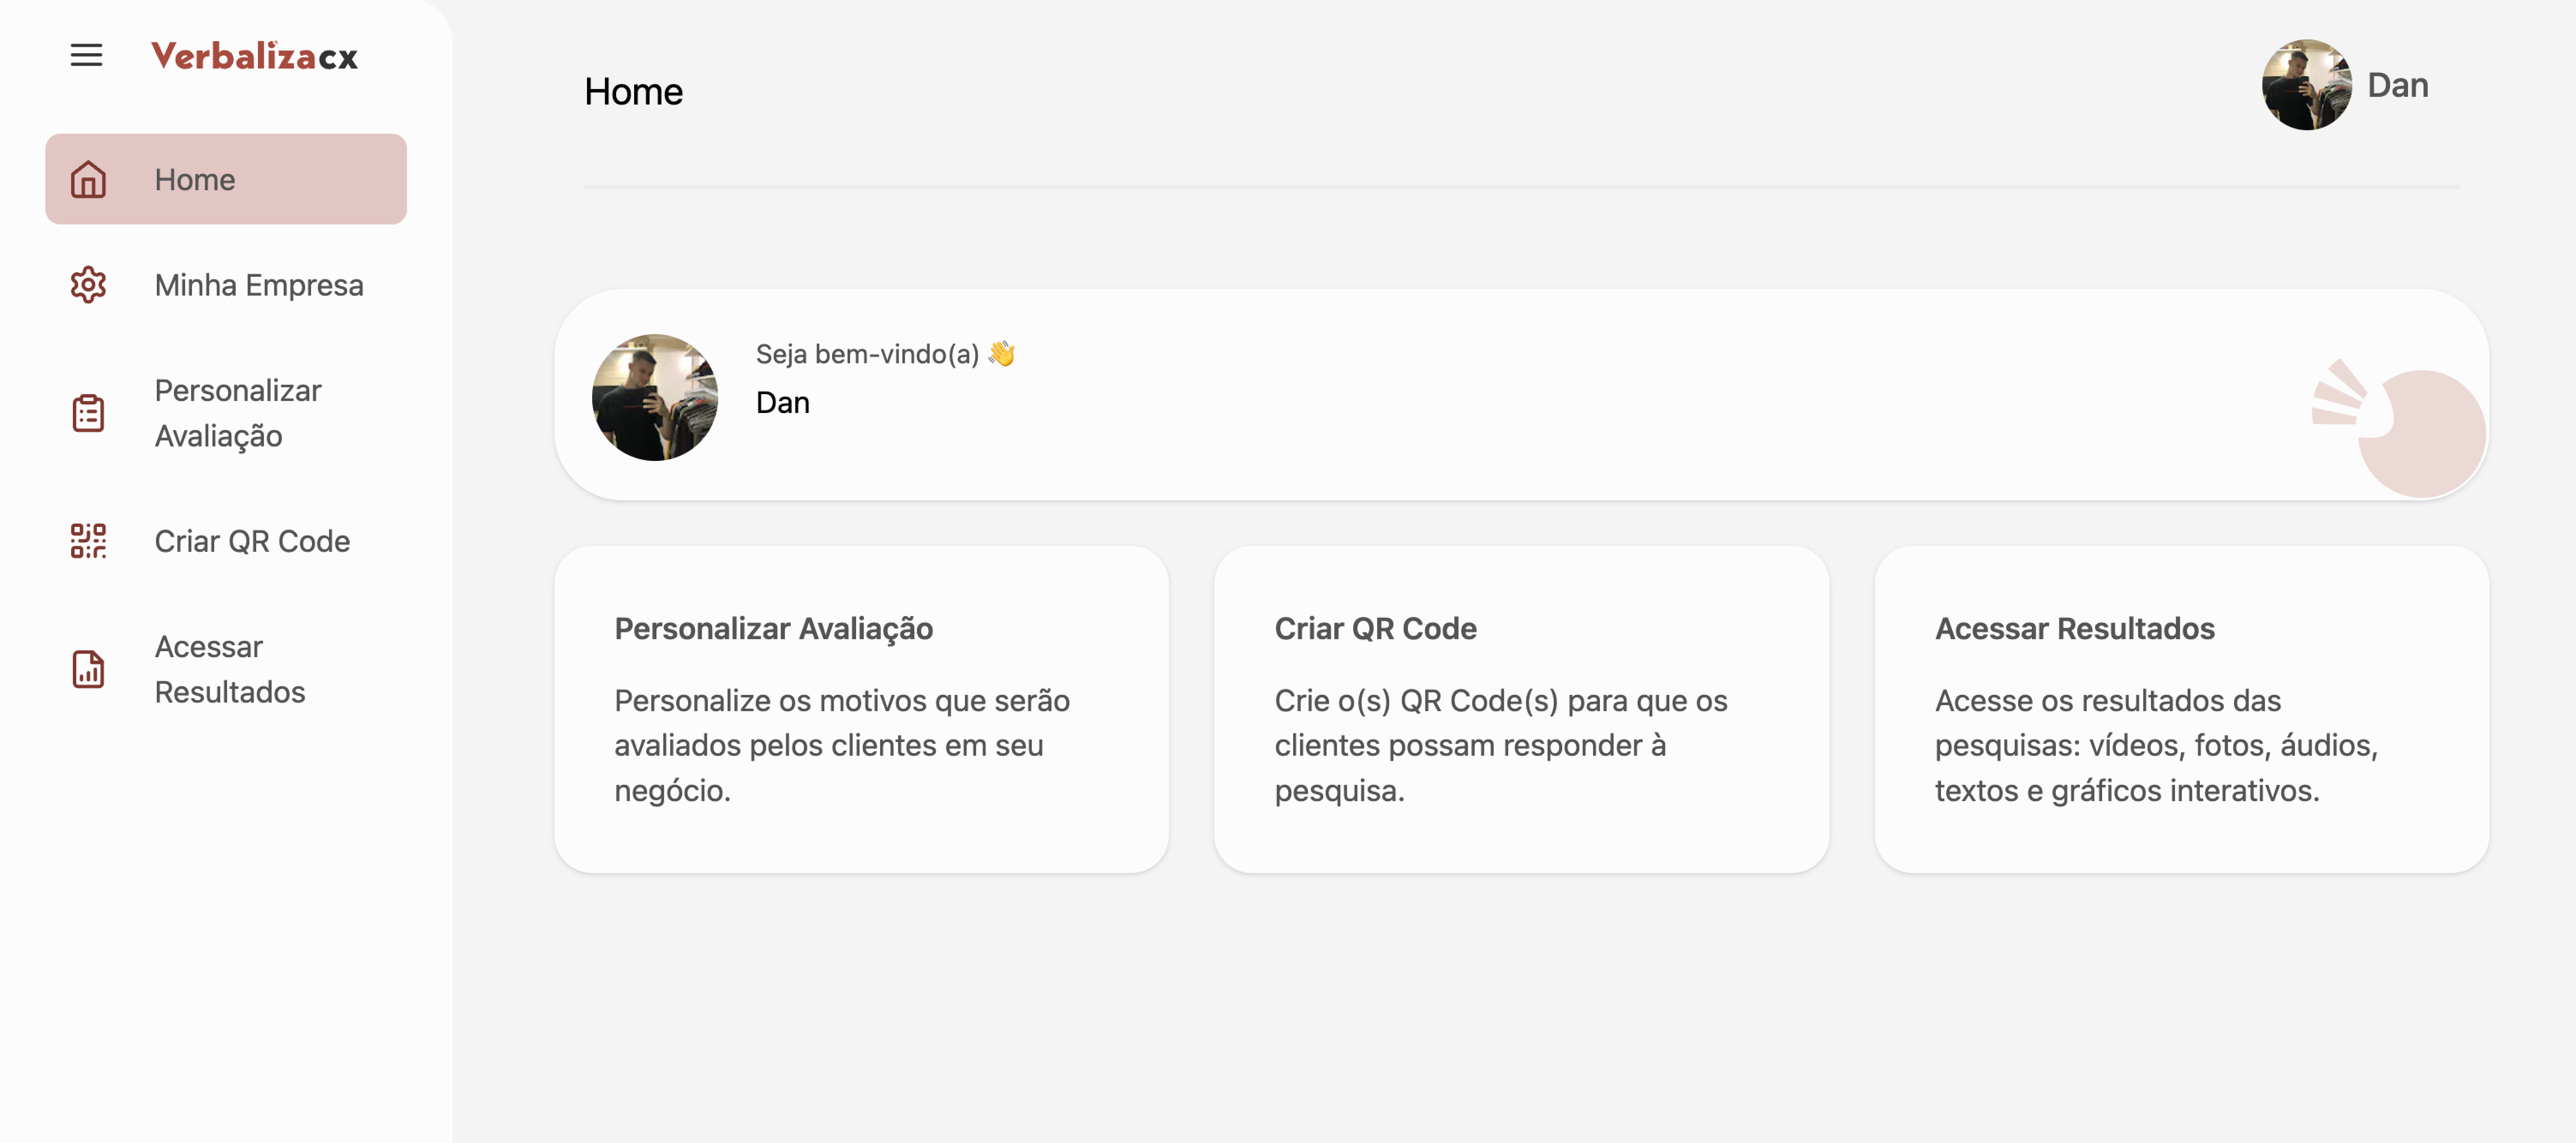 Verbalizacx
Home
Minha Empresa
Personalizar
Avaliação
Criar QR Code
Acessar
Resultados
Home
Dan
Seja bem-vindo(a) 👋
Dan
Personalizar Avaliação
Personalize os motivos que serão
avaliados pelos clientes em seu
negócio.
Criar QR Code
Crie o(s) QR Code(s) para que os
clientes possam responder à
pesquisa.
Acessar Resultados
Acesse os resultados das
pesquisas: vídeos, fotos, áudios,
textos e gráficos interativos.